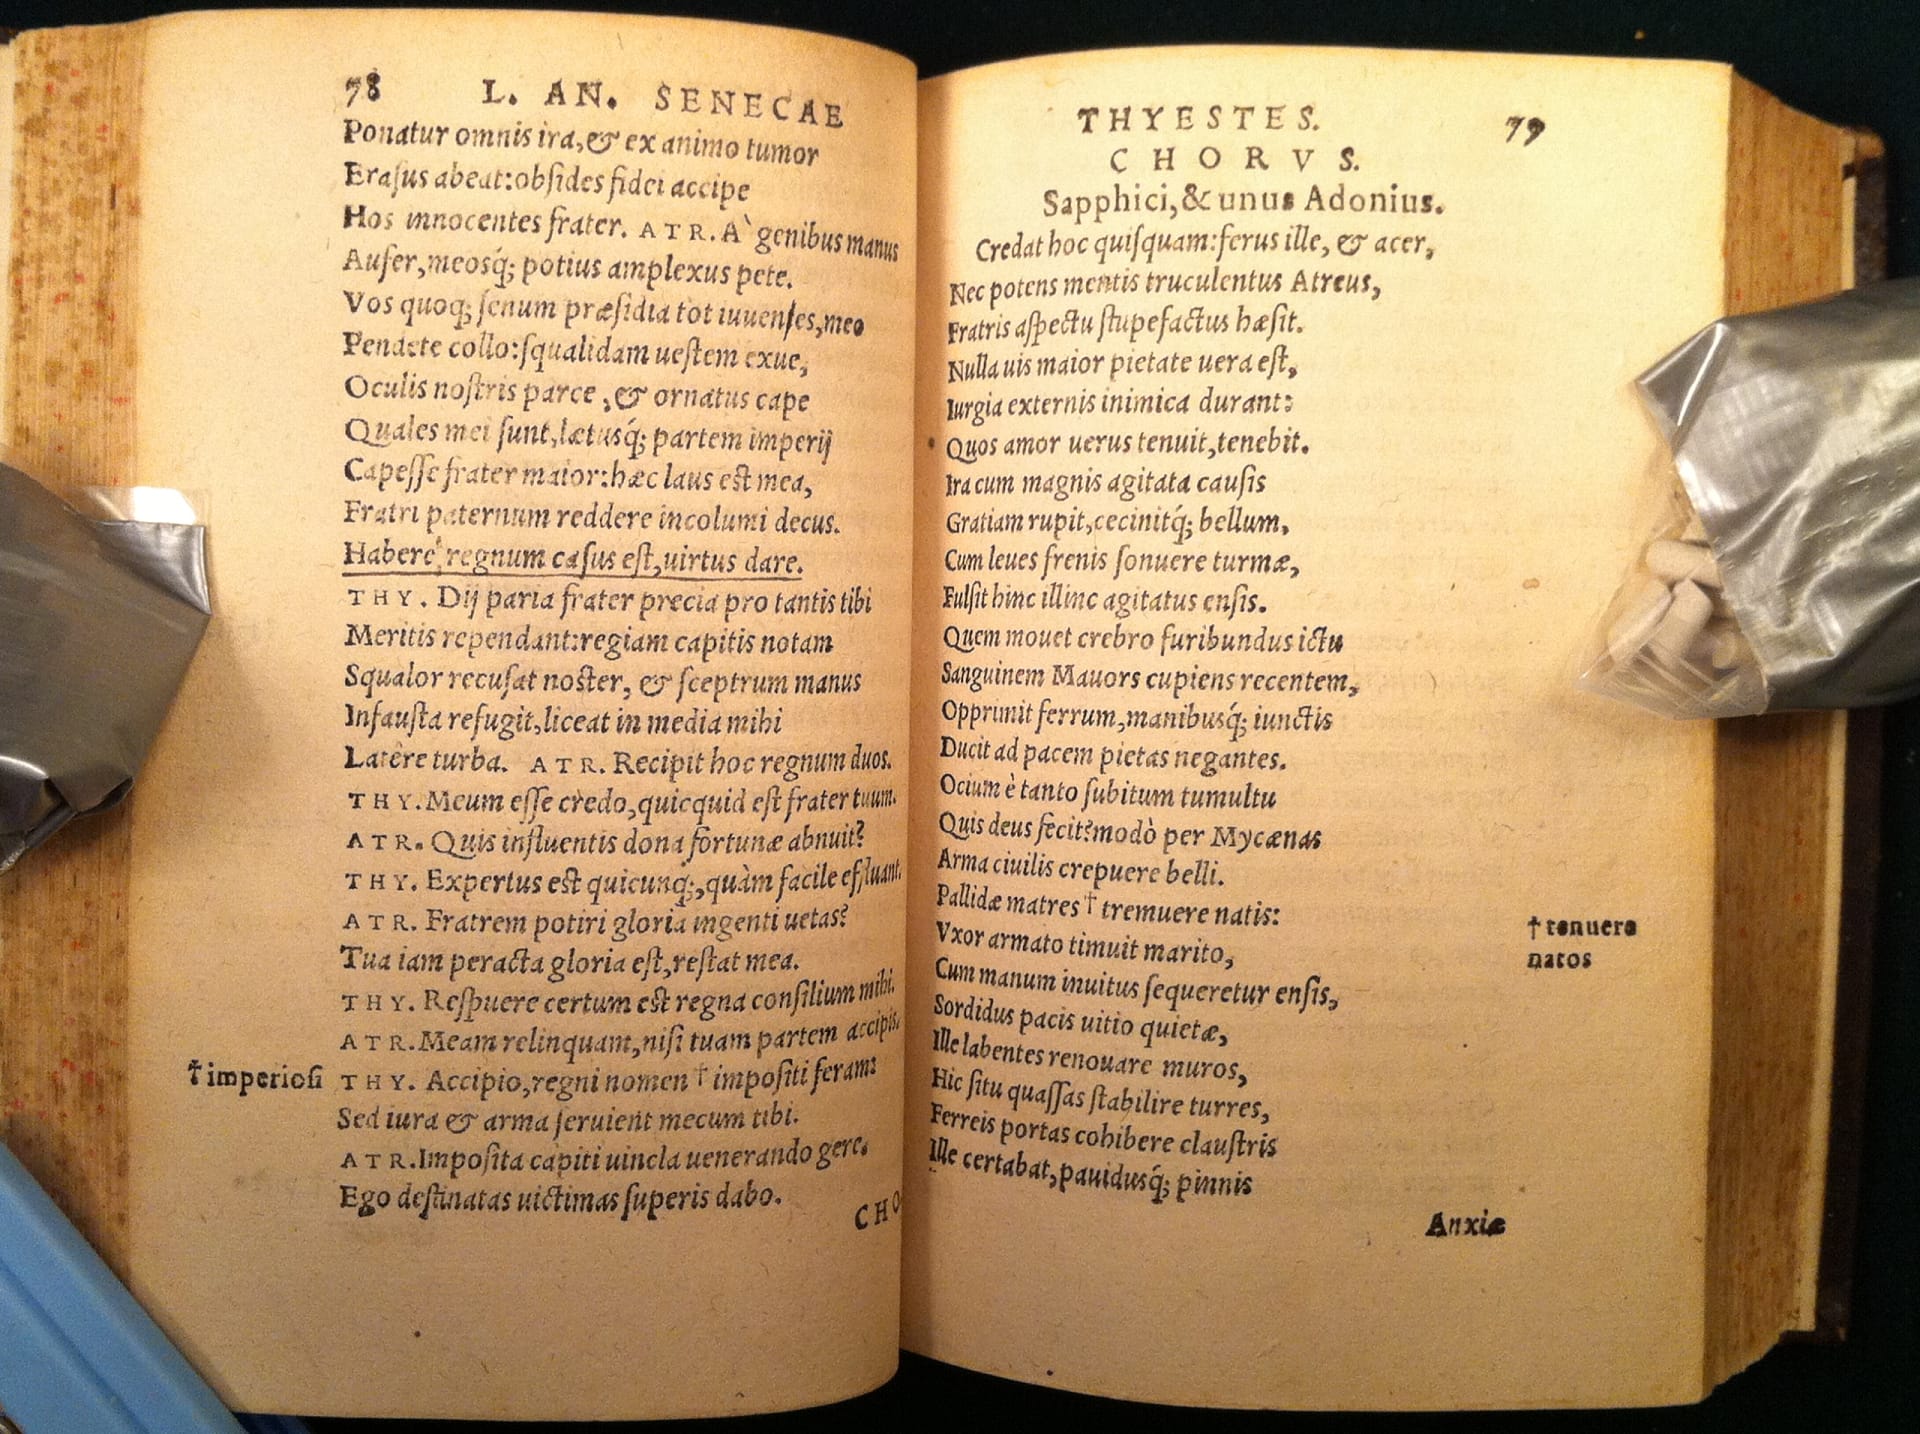 78 L. AN. SENECAE
Ponatur omnis ira,& ex animo tumor
Erasus abeat:obsides fidei accipe
Hos innocentes frater. ATR. A` genibus manus
Aufer,meosq́; potius amplexus pete.
Vos quoq; senum præsidia tot iuuenes,meo
Pendete collo:squalidam uestem exue,
Oculis nostris parce ,& ornatus cape
Quales mei sunt,lætusq́; partem imperij
Capesse frater maior:hæc laus est mea,
Fratri paternum reddere incolumi decus.
Habere regnum casus est,uirtus dare.
THY. Dij paria frater precia pro tantis tibi
Meritis rependant:regiam capitis notam
Squalor recusat noster, & sceptrum manus
Infausta refugit,liceat in media mihi
Latêre turba. ATR. Recipit hoc regnum duos.
THY. Meum esse credo,quicquid est frater tuum.
ATR. Quis influentis dona fortunæ abnuit?
THY. Expertus est quicunq;,quàm facile effluant.
ATR. Fratrem potiri gloria ingenti uetas?
Tua iam peracta gloria est,restat mea.
THY. Respuere certum est regna consilium mihi.
ATR. Meam relinquam,nisi tuam partem accipis.
†imperiosi THY. Accipio,regni nomen † impositi feram:
Sed iura & arma seruient mecum tibi.
ATR. Imposita capiti uincla uenerando gere.
Ego destinatas uictimas superis dabo.
CHO
THYESTES. 79
CHORVS.
Sapphici,& unus Adonius.
Credat hoc quisquam:ferus ille, & acer,
Nec potens mentis truculentus Atreus,
Fratris aspectu stupefactus hæsit.
Nulla uis maior pietate uera est,
Iurgia externis inimica durant:
Quos amor uerus tenuit,tenebit.
Ira cum magnis agitata causis
Gratiam rupit,cecinitq́; bellum,
Cum leues frenis sonuere turmæ,
Fulsit hinc illinc agitatus ensis.
Quem mouet crebro furibundus ictu
Sanguinem Mauors cupiens recentem,
Opprimit ferrum,manibusq́; iunctis
Ducit ad pacem pietas negantes.
Ocium è tanto subitum tumultu
Quis deus fecit?modò per Mycænas
Arma ciuilis crepuere belli.
Pallidæ matres † tremuere natis: †tenuere
natos
Vxor armato timuit marito,
Cum manum inuitus sequeretur ensis,
Sordidus pacis uitio quietæ,
Ille labentes renouare muros,
Hic situ quassas stabilire turres,
Ferreis portas cohibere claustris
Ille certabat,pauidusq́; pinnis
Anxiæ